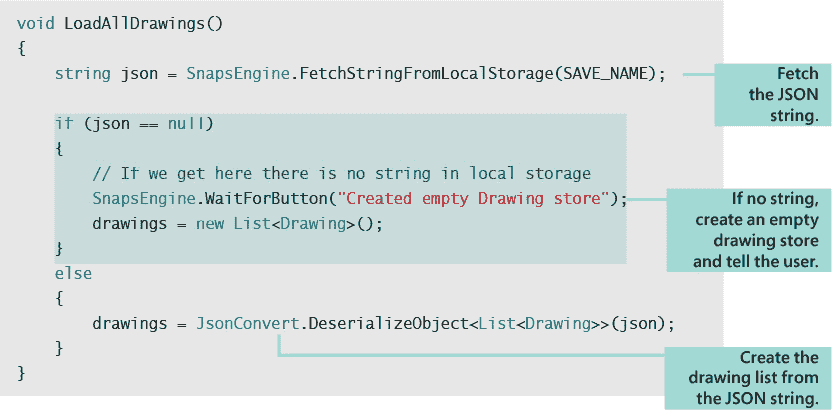 void LoadAllDrawings()
{
    string json = SnapsEngine.FetchStringFromLocalStorage(SAVE_NAME);
Fetch
the JSON
string.
    if (json == null)
    {
        // If we get here there is no string in local storage
        SnapsEngine.WaitForButton("Created empty Drawing store");
        drawings = new List<Drawing>();
    }
If no string,
create an empty
drawing store
and tell the user.
    else
    {
        drawings = JsonConvert.DeserializeObject<List<Drawing>>(json);
    }
}
Create the
drawing list from
the JSON string.